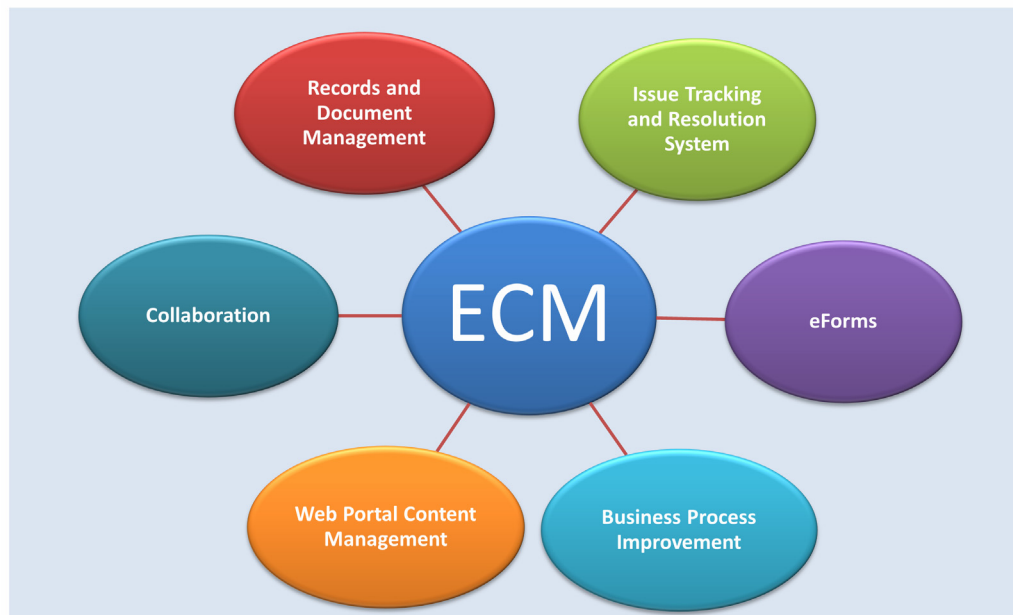 Records and
Document
Management
Issue Tracking
and Resolution
System
Collaboration
ECM
eForms
Web Portal Content
Management
Business Process
Improvement